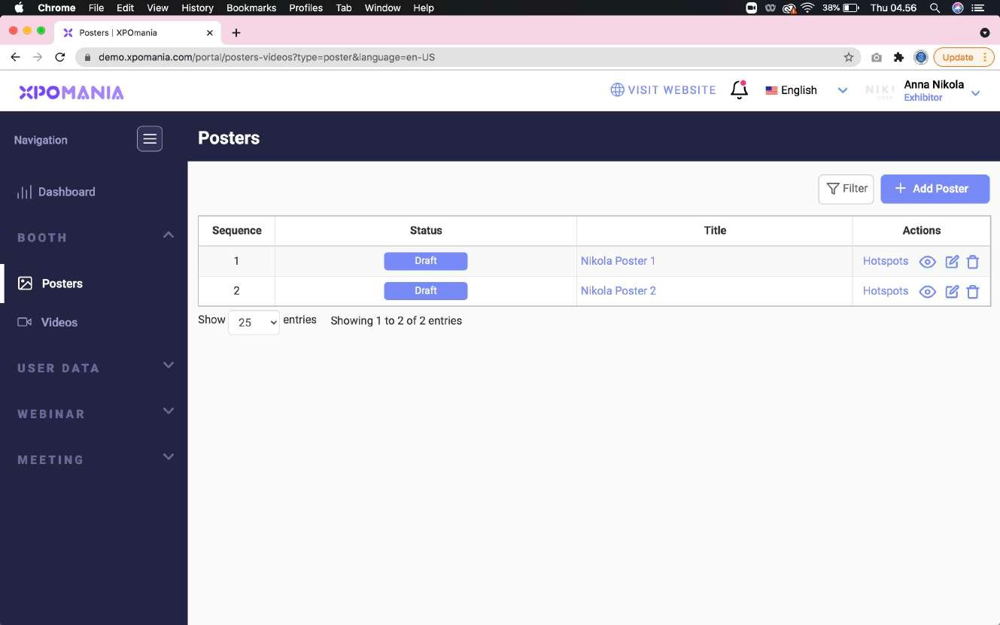 Chrome File Edit View History Bookmarks Profiles Tab Window Help 38% Thu 04.56
Posters | XPOmania
demo.xpomania.com/portal/posters-videos?type=poster&language=en-US Update
XPOMANIA VISIT WEBSITE English NIK Anna Nikola
Exhibitor
Navigation Posters
Dashboard
Filter Add Poster
BOOTH
Sequence Status Title Actions
1 Draft Nikola Poster 1 Hotspots
Posters
2 Draft Nikola Poster 2 Hotspots
Show 25 entries Showing 1 to 2 of 2 entries
Videos
USER DATA
WEBINAR
MEETING